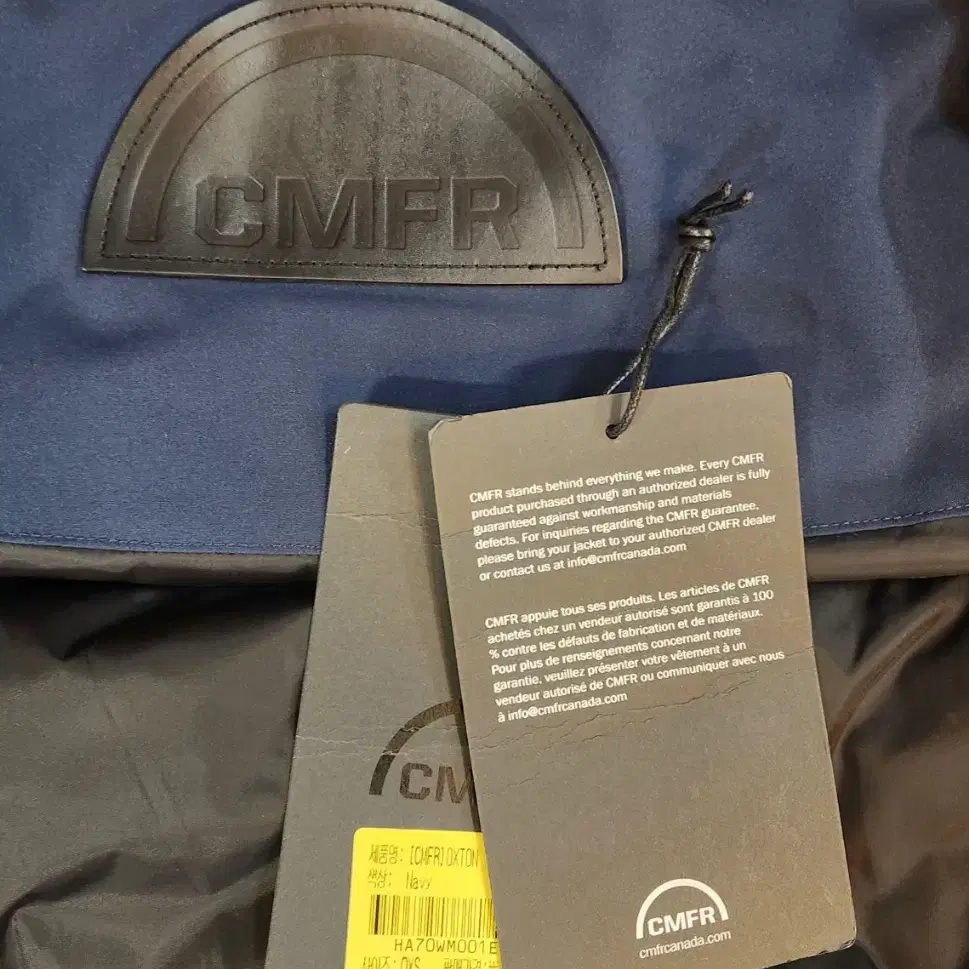 CMFR
CMFR stands behind everything we make. Every CMFR
product purchased through an authorized dealer is fully
guaranteed against workmanship and materials
defects. For inquiries regarding the CMFR guarantee,
please bring your jacket to your authorized CMFR dealer
or contact us at info@cmfrcanada.com
CMFR appuie tous ses produits. Les articles de CMFR
achetés chez un vendeur autorisé sont garantis à 100
% contre les défauts de fabrication et de matériaux.
Pour plus de renseignements concernant notre
garantie, veuillez présenter votre vêtement à un
vendeur autorisé de CMFR ou communiquer avec nous
à info@cmfrcanada.com
CM
제품명: [CMFR]OXTON
색상: Navy
HA70WM001E
CMFR
cmfrcanada.com